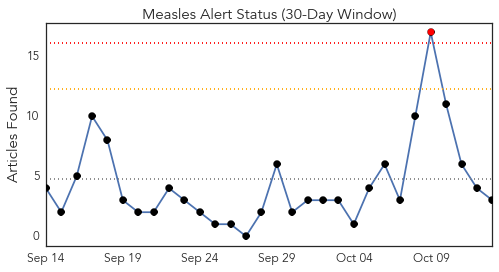 Measles Alert Status (30-Day Window)
Articles Found
15
10
5
0
Sep 14 Sep 19 Sep 24 Sep 29 Oct 04 Oct 09